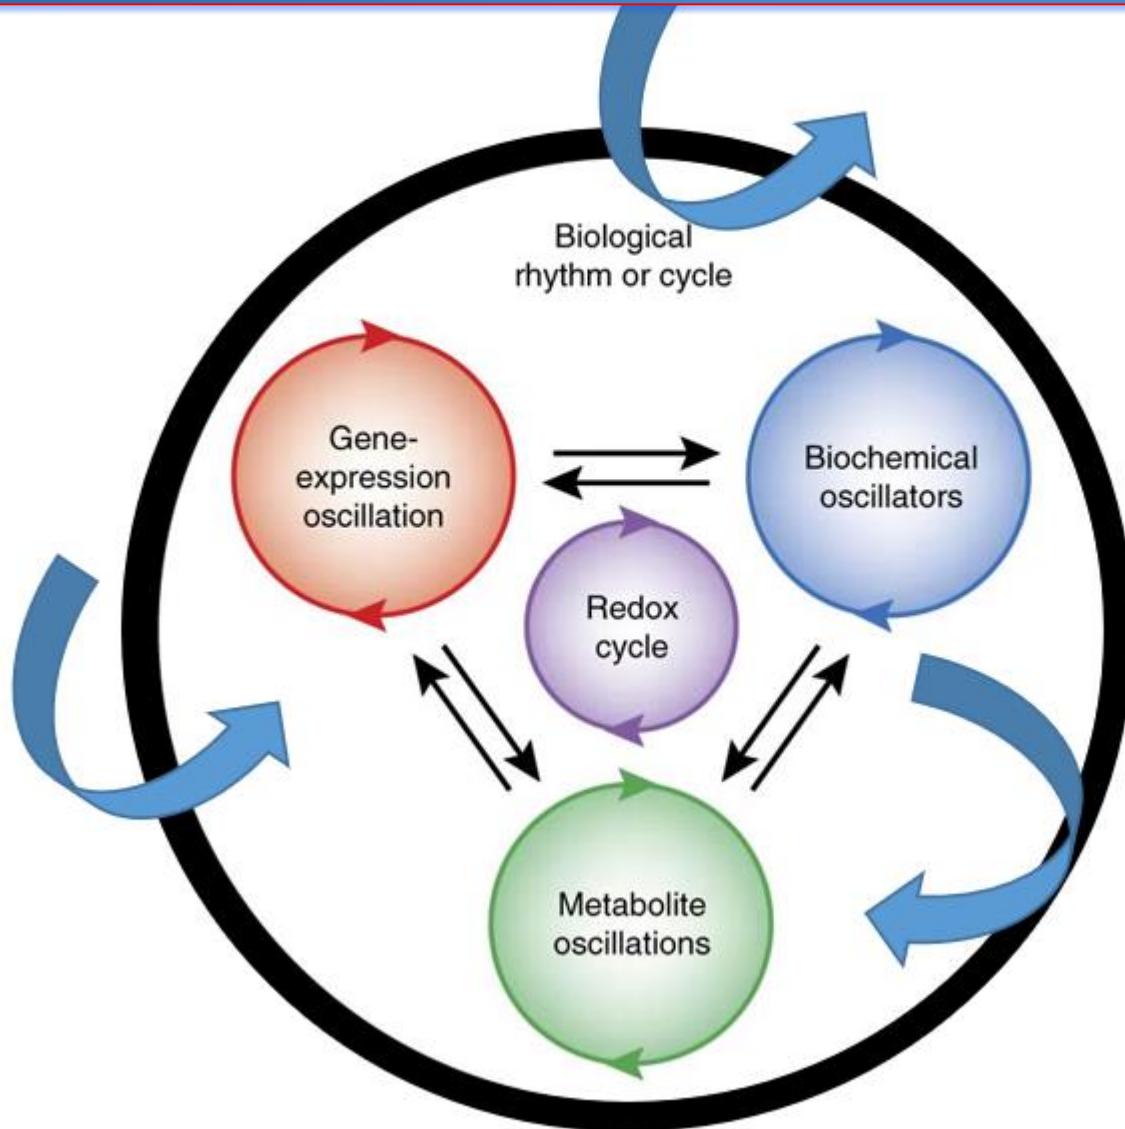 Biological
rhythm or cycle
Gene-
expression
oscillation
Biochemical
oscillators
Redox
cycle
Metabolite
oscillations